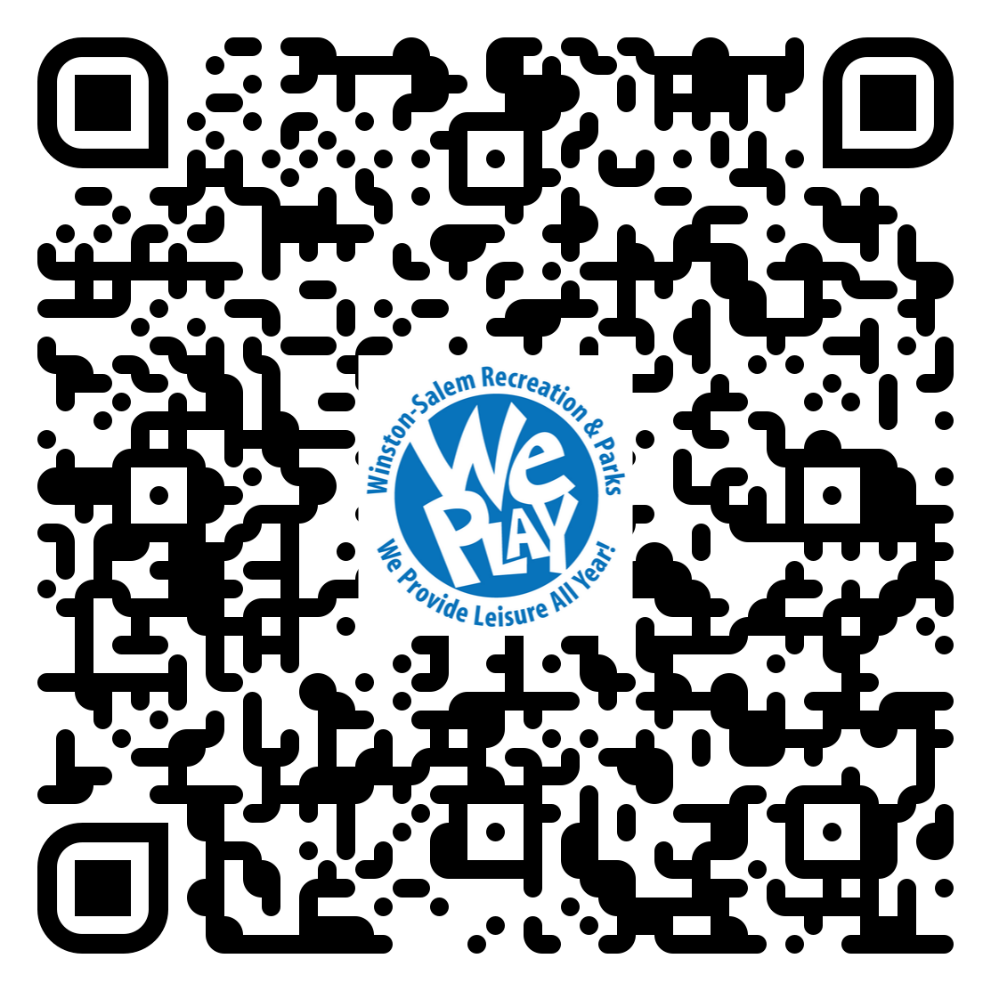 Winston-Salem Recreation & Parks
We PLAY
We Provide Leisure All Year!